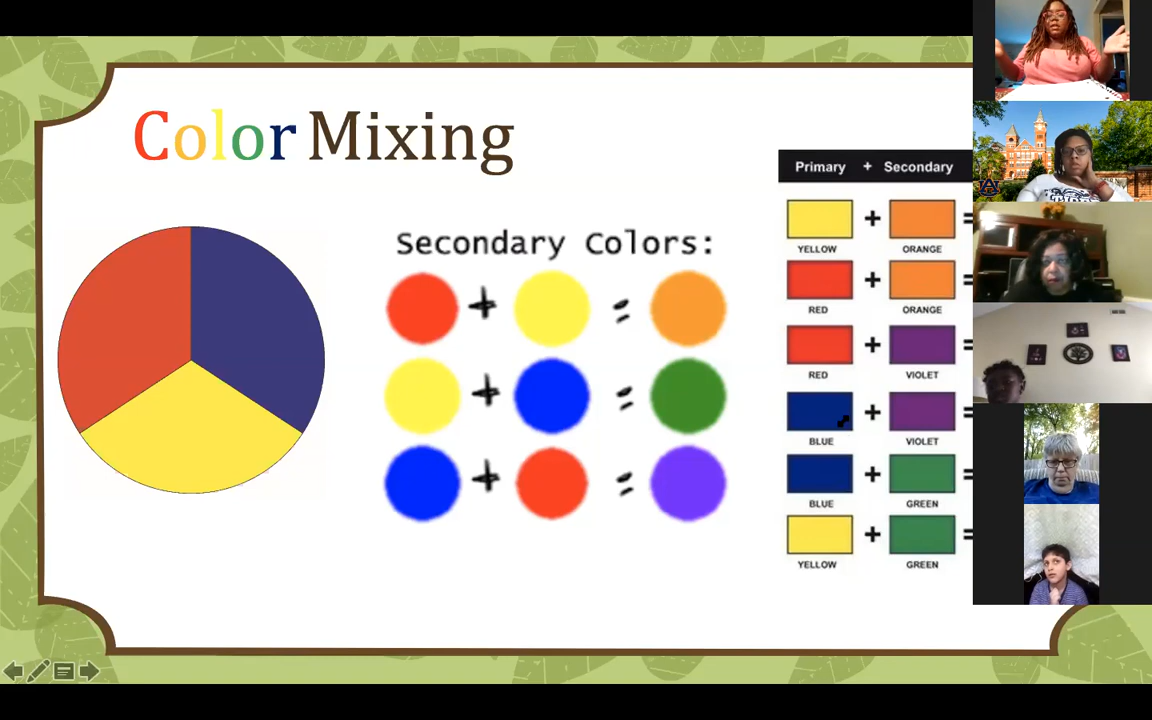 Color Mixing
Secondary Colors:
+ =
+ =
+ =
Primary + Secondary
+ =
YELLOW ORANGE
+ =
RED ORANGE
+ =
RED VIOLET
+ =
BLUE VIOLET
+ =
BLUE GREEN
+ =
YELLOW GREEN